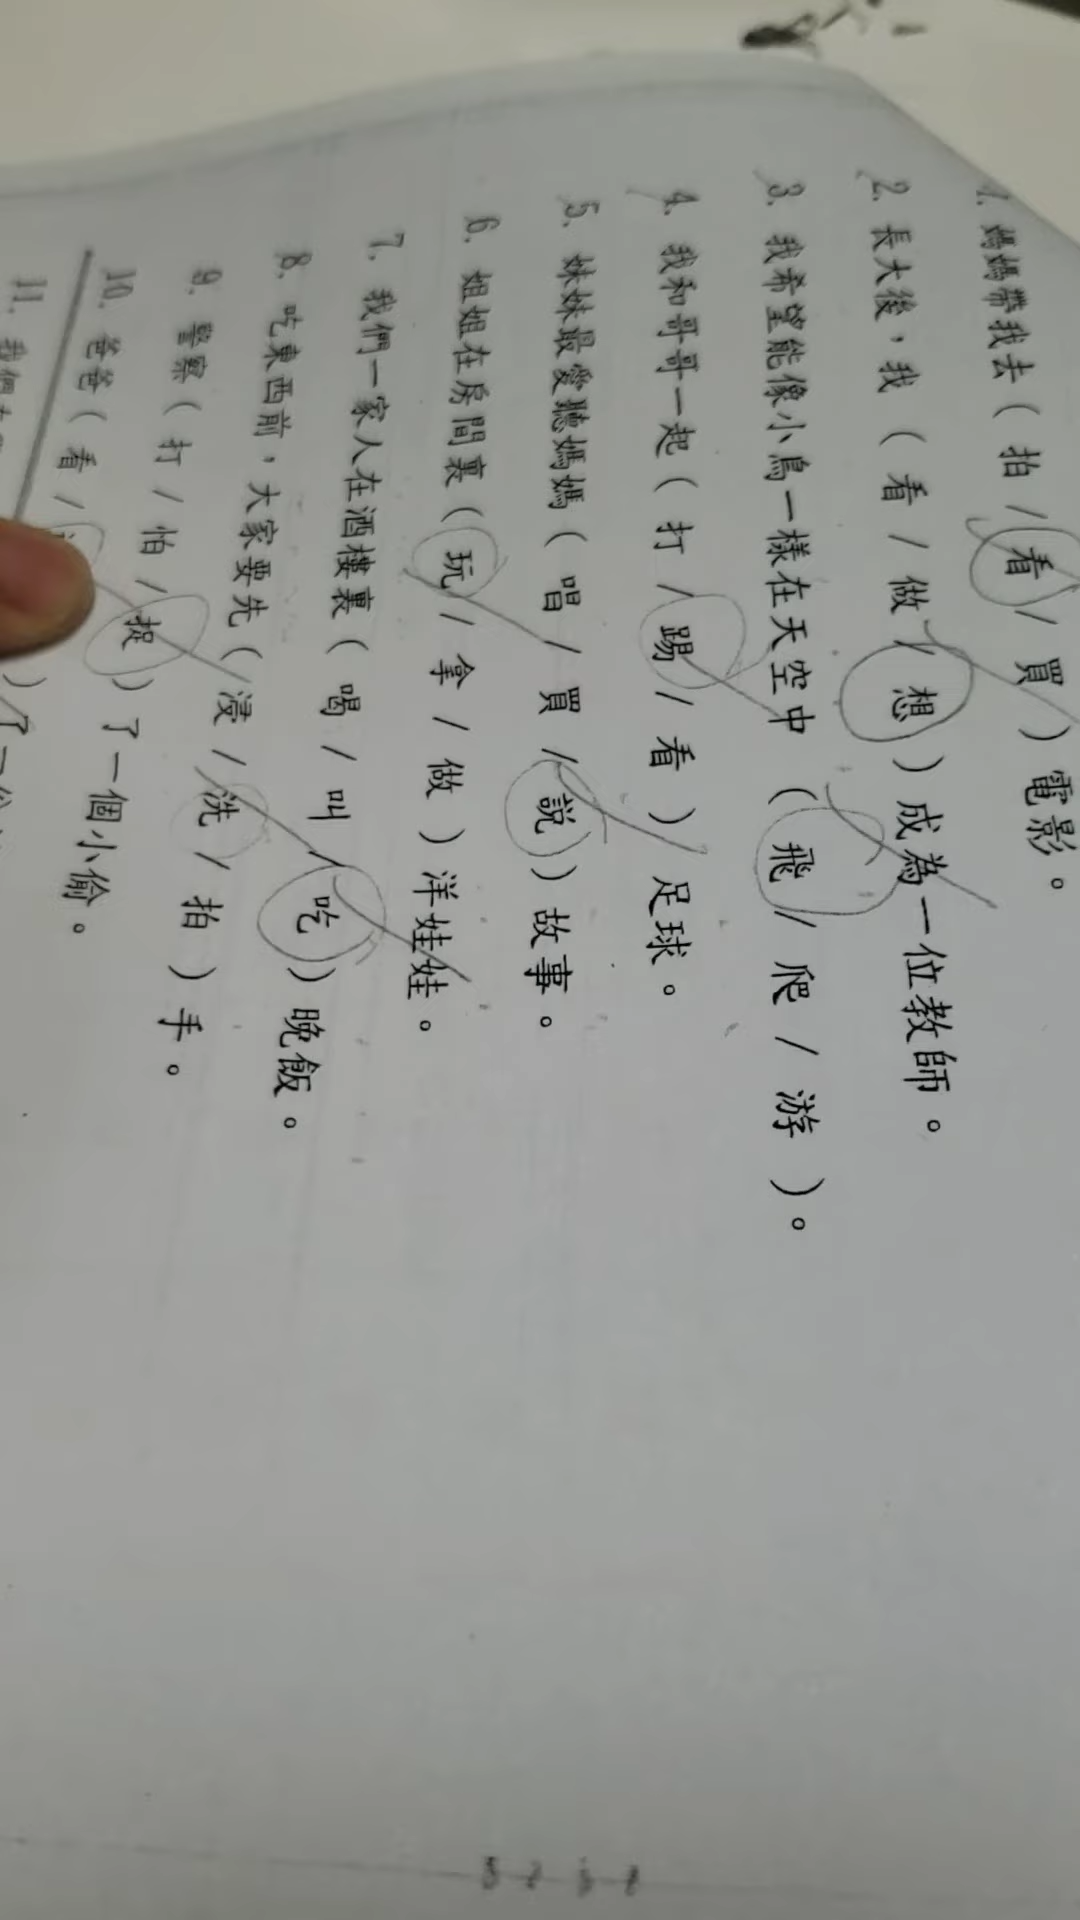 1. 媽媽帶我去（ 拍 / 看 / 買 ）電影。
2. 長大後，我（ 看 / 做 / 想 ）成為一位教師。
3. 我希望能像小鳥一樣在天空中（ 飛 / 爬 / 游 ）。
4. 我和哥哥一起（ 打 / 踢 / 看 ）足球。
5. 妹妹最愛聽媽媽（ 唱 / 買 / 說 ）故事。
6. 姐姐在房間裏（ 玩 / 拿 / 做 ）洋娃娃。
7. 我們一家人在酒樓裏（ 喝 / 叫 / 吃 ）晚飯。
8. 吃東西前，大家要先（ 浸 / 洗 / 拍 ）手。
9. 警察（ 打 / 怕 / 捉 ）了一個小偷。
10. 爸爸（ 看 / ）了一
11. 我們